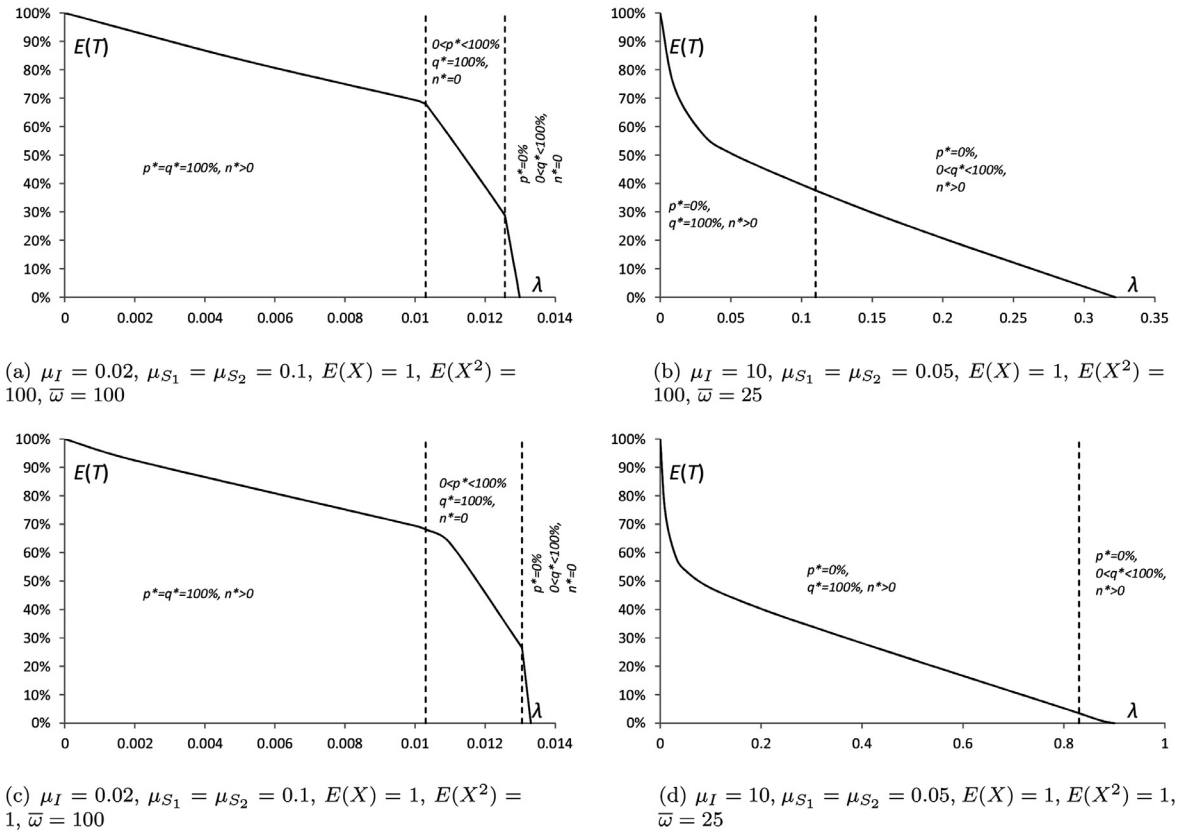 100%
90%
80%
70%
60%
50%
40%
30%
20%
10%
0%
E(T)
0<p*<100%
q*=100%,
n*=0
p*=q*=100%, n*>0
p*=0%
0<q*<100%,
n*=0
λ
0 0.002 0.004 0.006 0.008 0.01 0.012 0.014
(a) μ_I = 0.02, μ_{S_1} = μ_{S_2} = 0.1, E(X) = 1, E(X²) =
100, ω̅ = 100
100%
90%
80%
70%
60%
50%
40%
30%
20%
10%
0%
E(T)
p*=0%,
0<q*<100%,
n*>0
p*=0%,
q*=100%, n*>0
λ
0 0.05 0.1 0.15 0.2 0.25 0.3 0.35
(b) μ_I = 10, μ_{S_1} = μ_{S_2} = 0.05, E(X) = 1, E(X²) =
100, ω̅ = 25
100%
90%
80%
70%
60%
50%
40%
30%
20%
10%
0%
E(T)
0<p*<100%
q*=100%,
n*=0
p*=q*=100%, n*>0
p*=0%
0<q*<100%,
n*=0
λ
0 0.002 0.004 0.006 0.008 0.01 0.012 0.014
(c) μ_I = 0.02, μ_{S_1} = μ_{S_2} = 0.1, E(X) = 1, E(X²) =
1, ω̅ = 100
100%
90%
80%
70%
60%
50%
40%
30%
20%
10%
0%
E(T)
p*=0%,
q*=100%, n*>0
p*=0%,
0<q*<100%,
n*>0
λ
0 0.2 0.4 0.6 0.8 1
(d) μ_I = 10, μ_{S_1} = μ_{S_2} = 0.05, E(X) = 1, E(X²) = 1,
ω̅ = 25